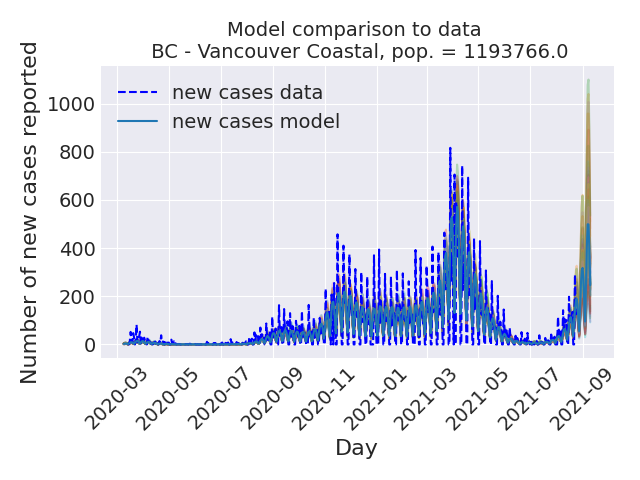 Model comparison to data
BC - Vancouver Coastal, pop. = 1193766.0
new cases data
new cases model
Number of new cases reported
1000
800
600
400
200
0
2020-03
2020-05
2020-07
2020-09
2020-11
2021-01
2021-03
2021-05
2021-07
2021-09
Day